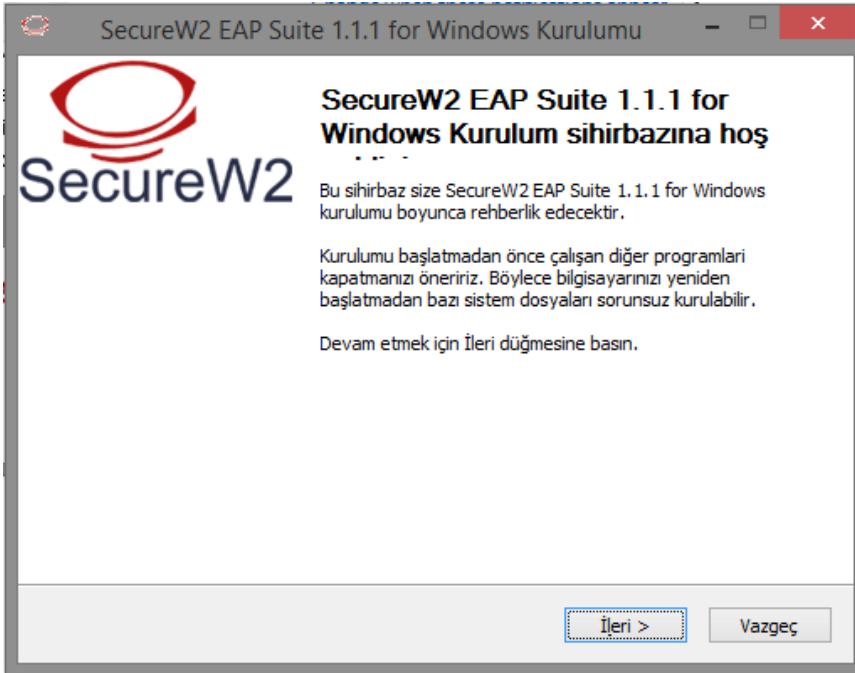 SecureW2 EAP Suite 1.1.1 for Windows Kurulumu
SecureW2
SecureW2 EAP Suite 1.1.1 for
Windows Kurulum sihirbazına hoş
Bu sihirbaz size SecureW2 EAP Suite 1.1.1 for Windows
kurulumu boyunca rehberlik edecektir.
Kurulumu başlatmadan önce çalışan diğer programlari
kapatmanızı öneririz. Böylece bilgisayarınızı yeniden
başlatmadan bazı sistem dosyaları sorunsuz kurulabilir.
Devam etmek için İleri düğmesine basın.
İleri >
Vazgeç